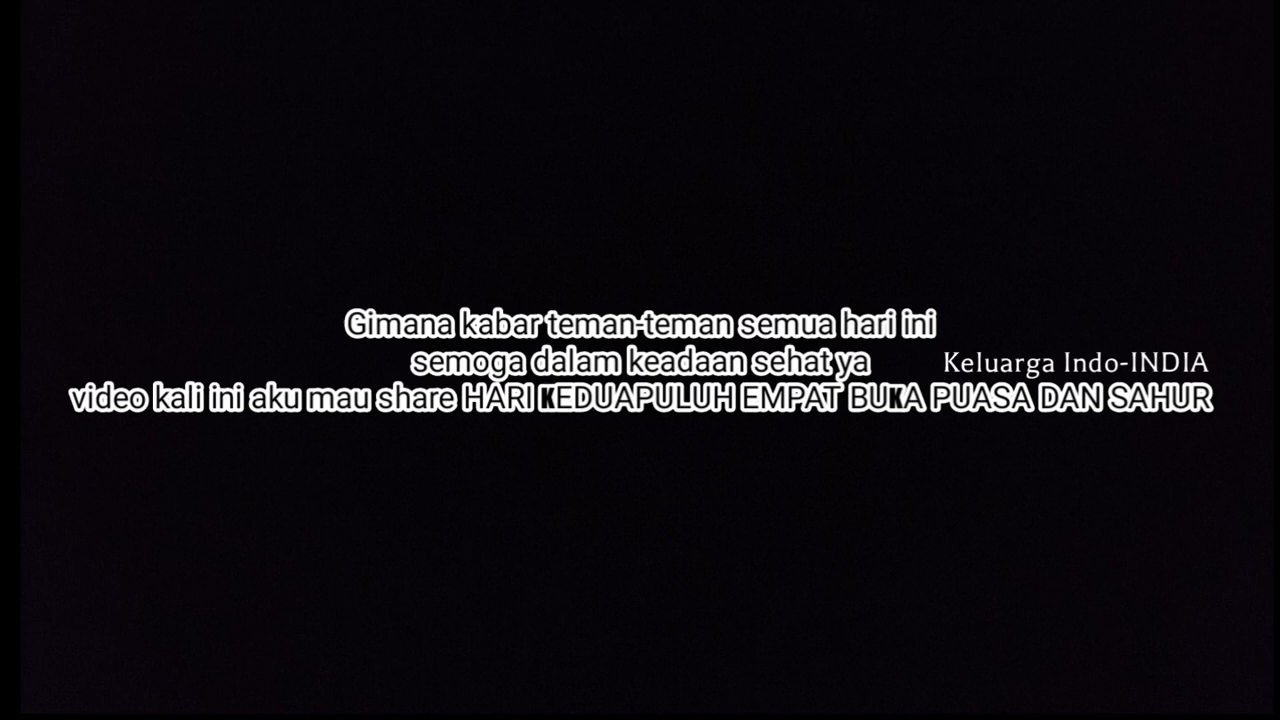 Gimana kabar teman-teman semua hari ini
semoga dalam keadaan sehat ya
Keluarga Indo-INDIA
video kali ini aku mau share HARI KEDUAPULUH EMPAT BUKA PUASA DAN SAHUR